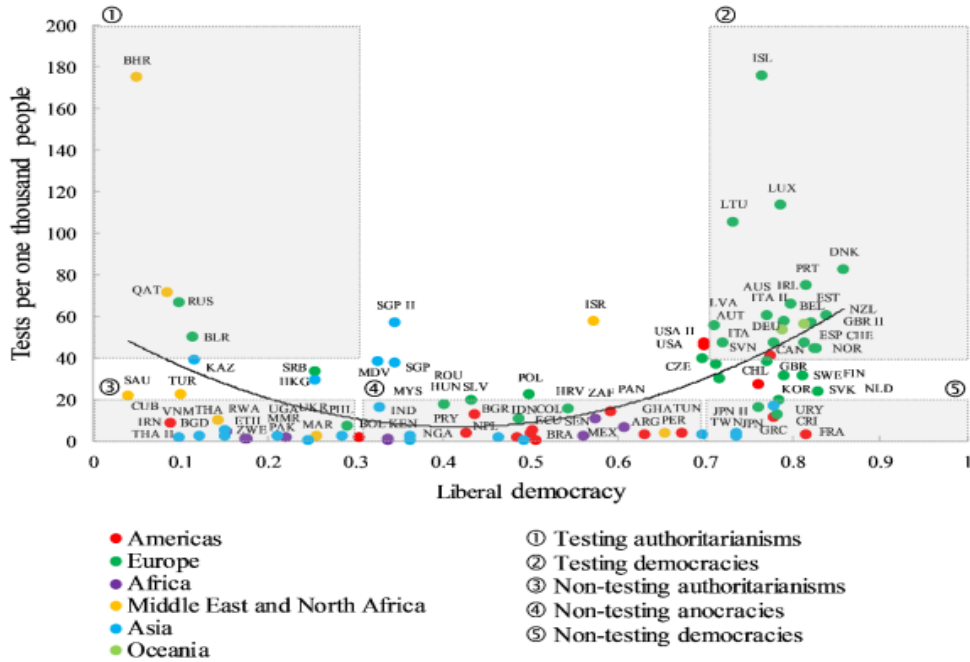 ① ②
200
180
160
140
120
100
80
60
40
20
0
Tests per one thousand people
BHR
ISL
LUX
LTU
DNK
PRT
QAT
RUS
AUS IRL
SGP II
ISR
LVA ITA II EST
BEL NZL
BLR
AUT DEU GBR II
USA II ITA ESP CHE
USA SVN CAN NOR
KAZ
SRB MDV SGP CZE CHL GBR SWE FIN
HKG
ROU POL KOR SVK NLD
③ SAU TUR ④ MYS HUN SLV HRV ZAF PAN ⑤
CUB VNM THA RWA UGA UKR PHL IND PRY BGR IDN COL GHA TUN JPN II URY
IRN BGD ETH MMR MAR BOL KEN NPL ECU SEN ARG PER TWN JPN CRI
THA II ZWE PAK NGA BRA MEX GRC FRA
0 0.1 0.2 0.3 0.4 0.5 0.6 0.7 0.8 0.9 1
Liberal democracy
Americas
Europe
Africa
Middle East and North Africa
Asia
Oceania
① Testing authoritarianisms
② Testing democracies
③ Non-testing authoritarianisms
④ Non-testing anocracies
⑤ Non-testing democracies